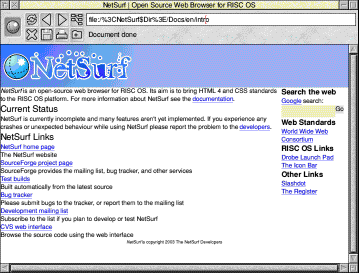 NetSurf | Open Source Web Browser for RISC OS
file:/%3CNetSurf$Dir%3E/Docs/en/intro
Document done
NetSurf
NetSurf is an open-source web browser for RISC OS. Its aim is to bring HTML 4 and CSS standards
to the RISC OS platform. For more information about NetSurf see the documentation.
Current Status
NetSurf is currently incomplete and many features aren't yet implemented. If you experience any
crashes or unexpected behaviour while using NetSurf please report the problem to the developers.
NetSurf Links
NetSurf home page
The NetSurf website
SourceForge project page
SourceForge provides the mailing list, bug tracker, and other services
Test builds
Built automatically from the latest source
Bug tracker
Please submit bugs to the tracker, or report them to the mailing list
Development mailing list
Subscribe to the list if you plan to develop or test NetSurf
CVS web interface
Browse the source code using the web interface
NetSurf is copyright 2003 The NetSurf Developers
Search the web
Google search:
Go
Web Standards
World Wide Web
Consortium
RISC OS Links
Drobe Launch Pad
The Icon Bar
Other Links
Slashdot
The Register